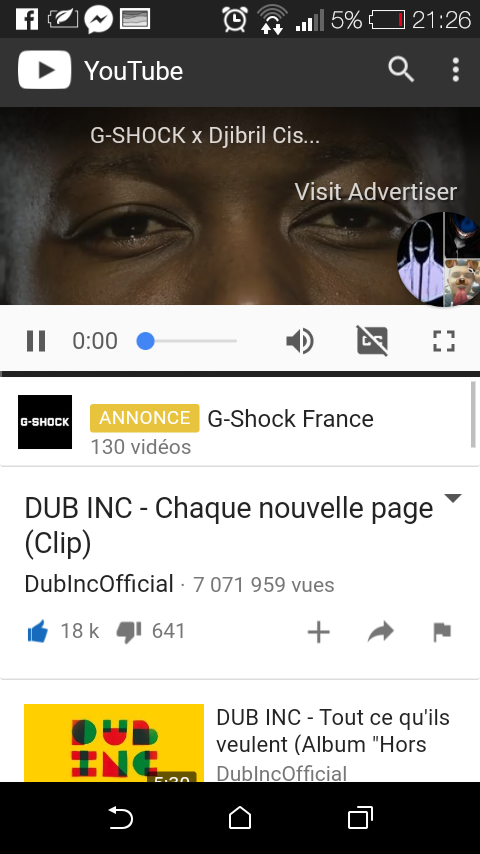 5% 21:26
YouTube
G-SHOCK x Djibril Cis...
Visit Advertiser
0:00
G-SHOCK
ANNONCE G-Shock France
130 vidéos
DUB INC - Chaque nouvelle page
(Clip)
DubIncOfficial · 7 071 959 vues
18 k 641
DUB INC - Tout ce qu'ils
veulent (Album "Hors
DubIncOfficial
DUB
INC
5:30